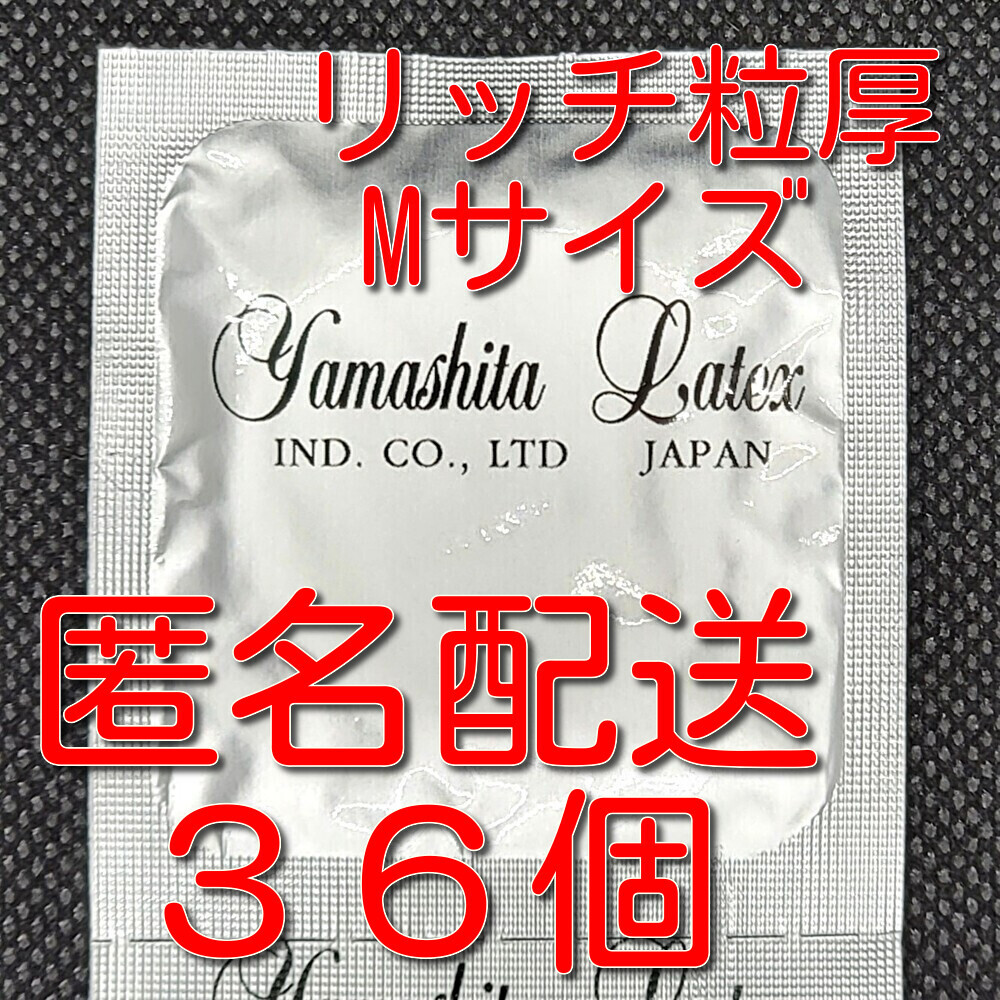 リッチ粒厚
Mサイズ
Yamashita Latex
IND. CO., LTD JAPAN
匿名配送
３６個
Yamashita